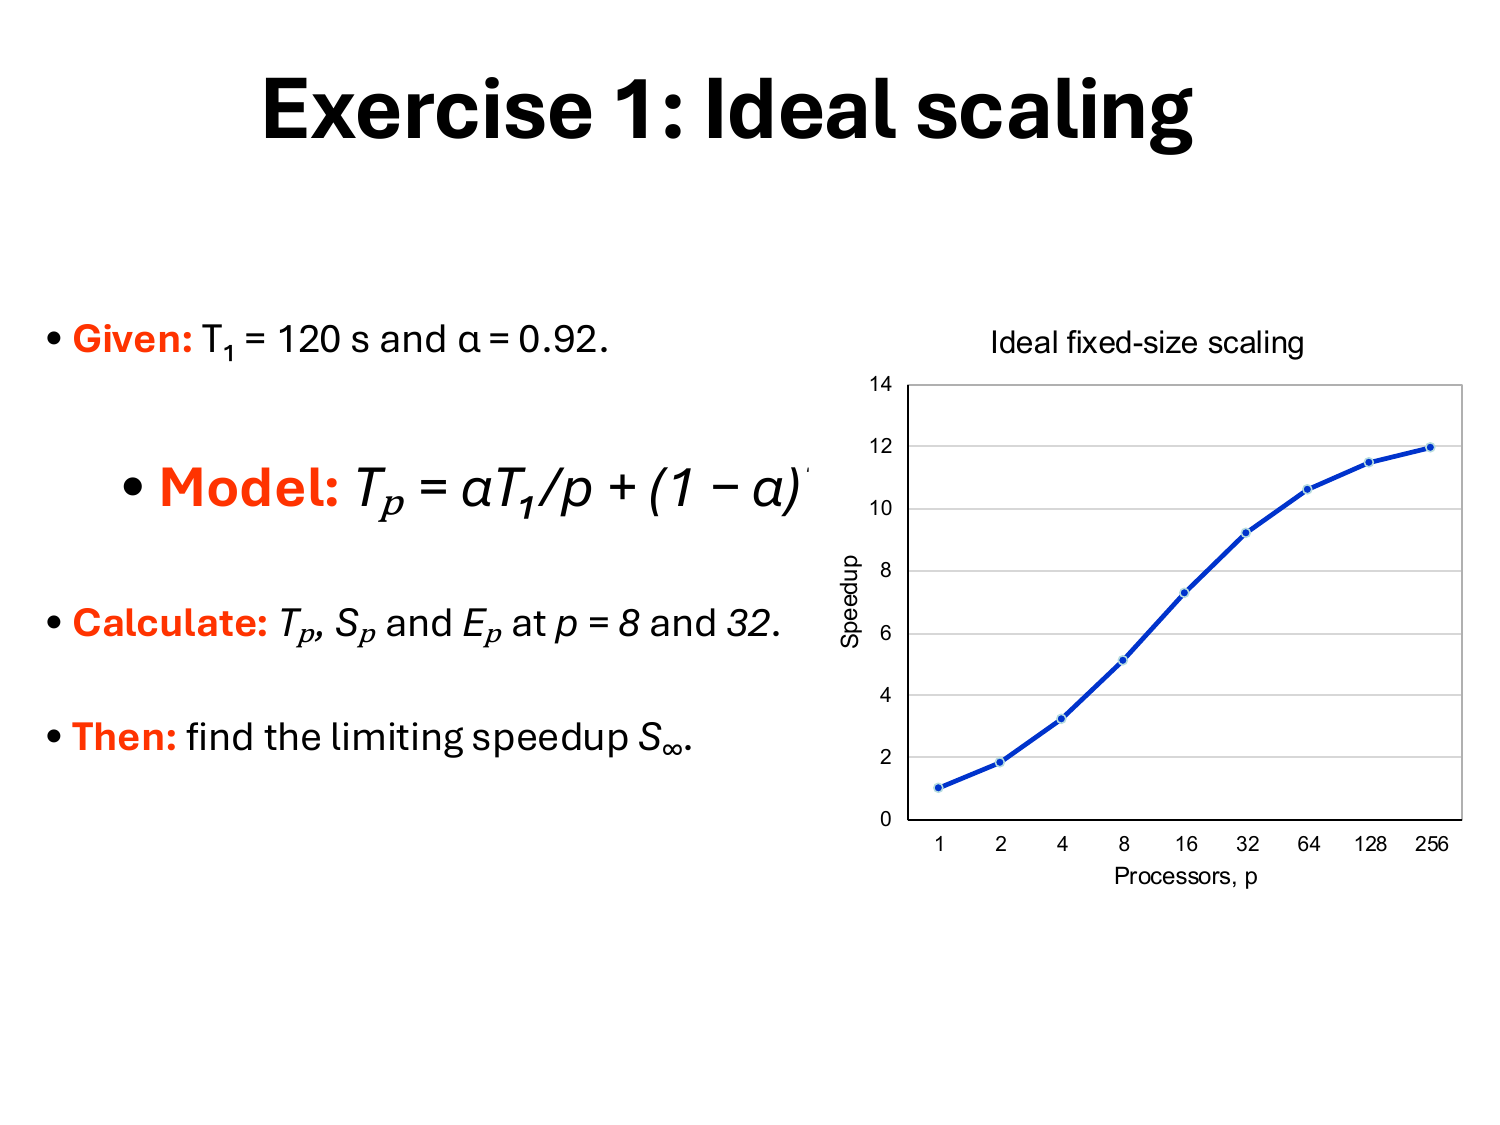 Exercise 1: Ideal scaling
• Given: T₁ = 120 s and α = 0.92.
• Model: Tₚ = αT₁/p + (1 − α)
• Calculate: Tₚ, Sₚ and Eₚ at p = 8 and 32.
• Then: find the limiting speedup S∞.
Ideal fixed-size scaling
14
12
10
8
6
4
2
0
Speedup
1 2 4 8 16 32 64 128 256
Processors, p